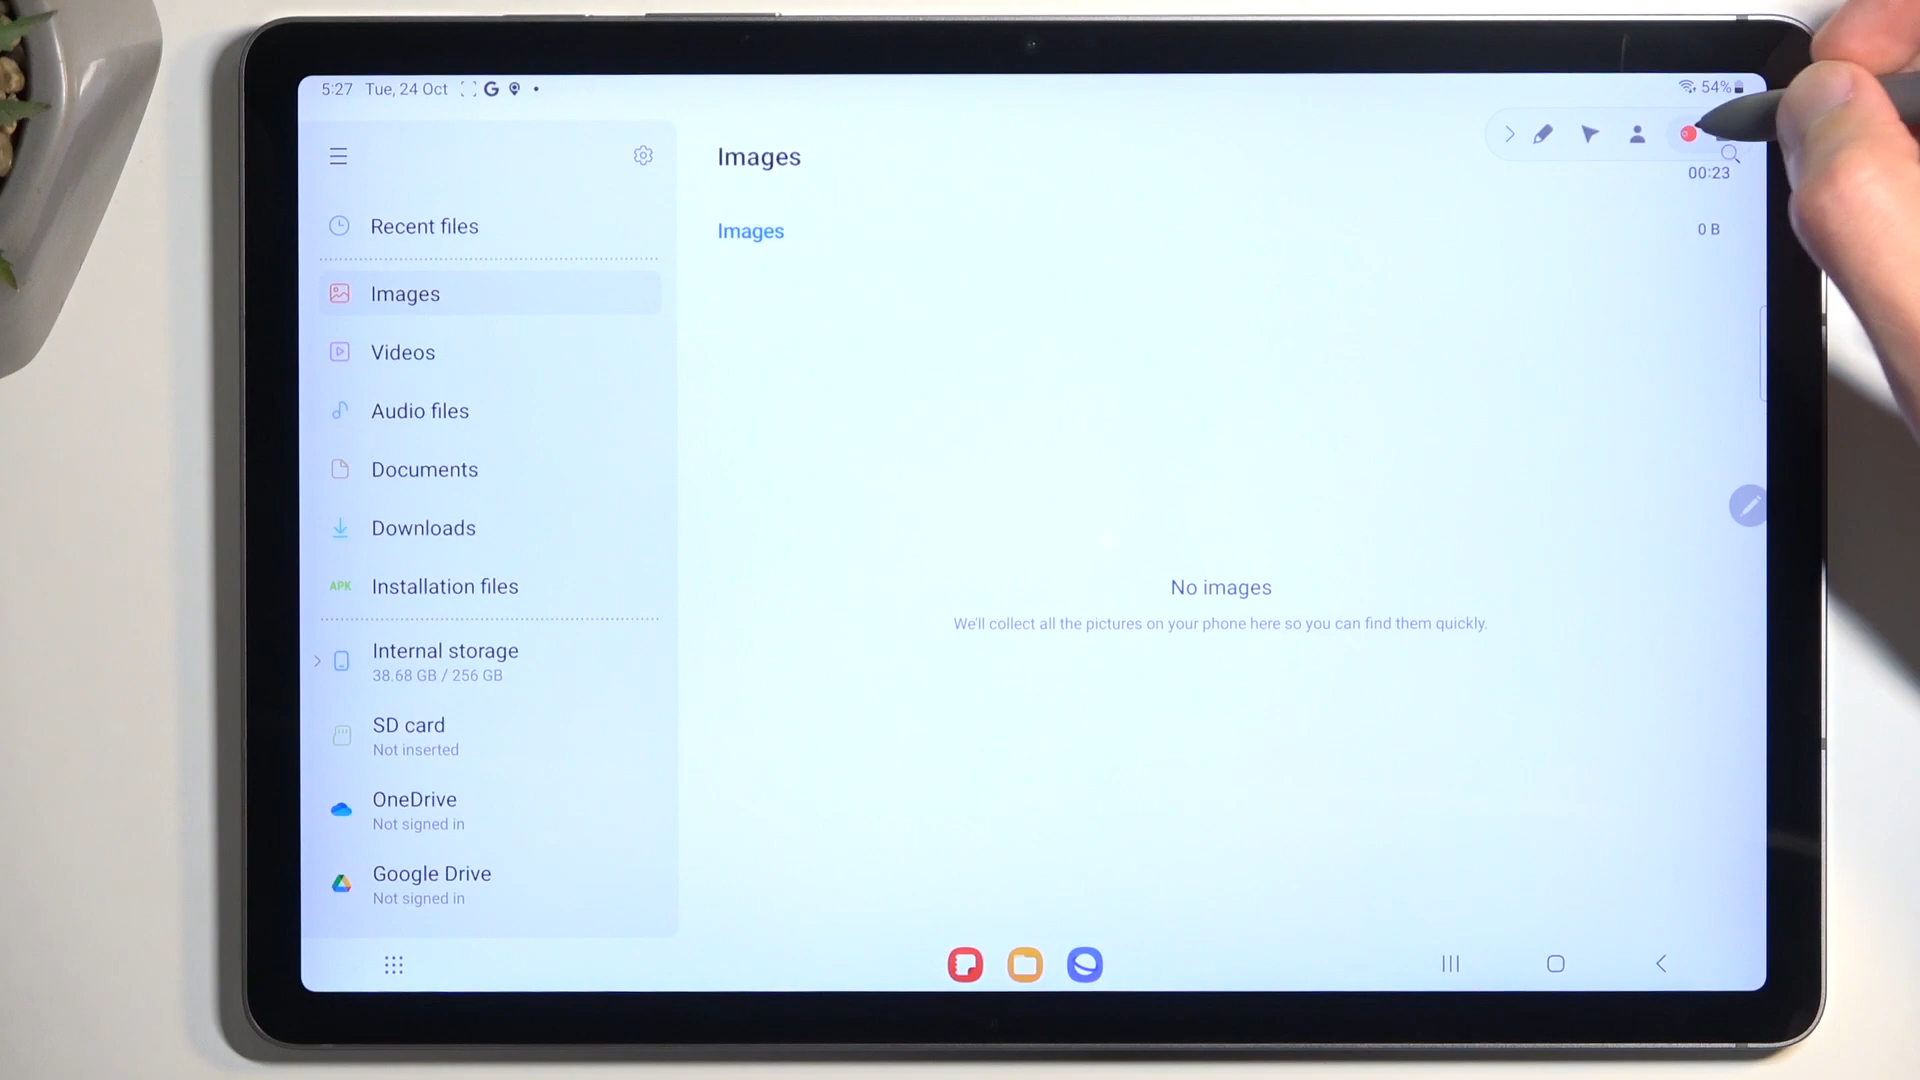 5:27 Tue, 24 Oct G
54%
Images
00:23
Recent files
Images
0 B
Images
Videos
Audio files
Documents
Downloads
APK Installation files
No images
We'll collect all the pictures on your phone here so you can find them quickly.
Internal storage
38.68 GB / 256 GB
SD card
Not inserted
OneDrive
Not signed in
Google Drive
Not signed in